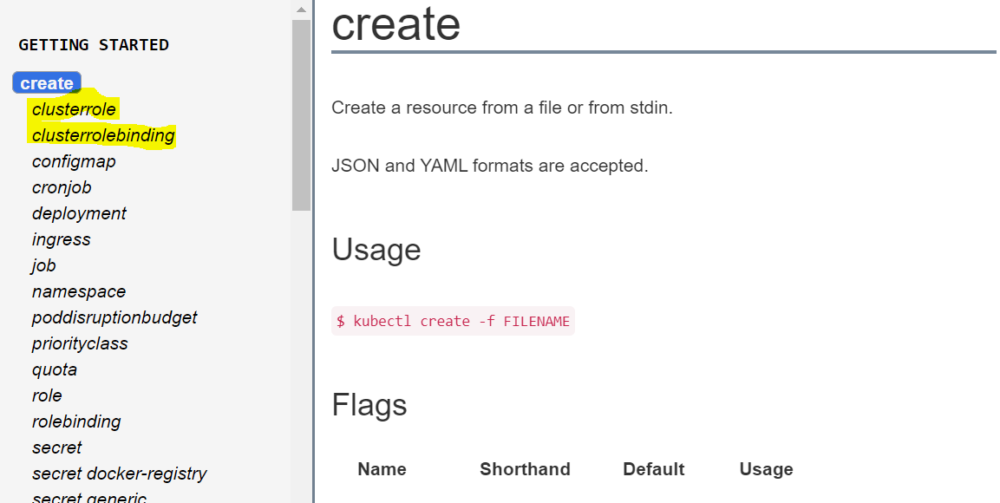 GETTING STARTED
create
clusterrole
clusterrolebinding
configmap
cronjob
deployment
ingress
job
namespace
poddisruptionbudget
priorityclass
quota
role
rolebinding
secret
secret docker-registry
secret generic
create
Create a resource from a file or from stdin.
JSON and YAML formats are accepted.
Usage
$ kubectl create -f FILENAME
Flags
Name Shorthand Default Usage